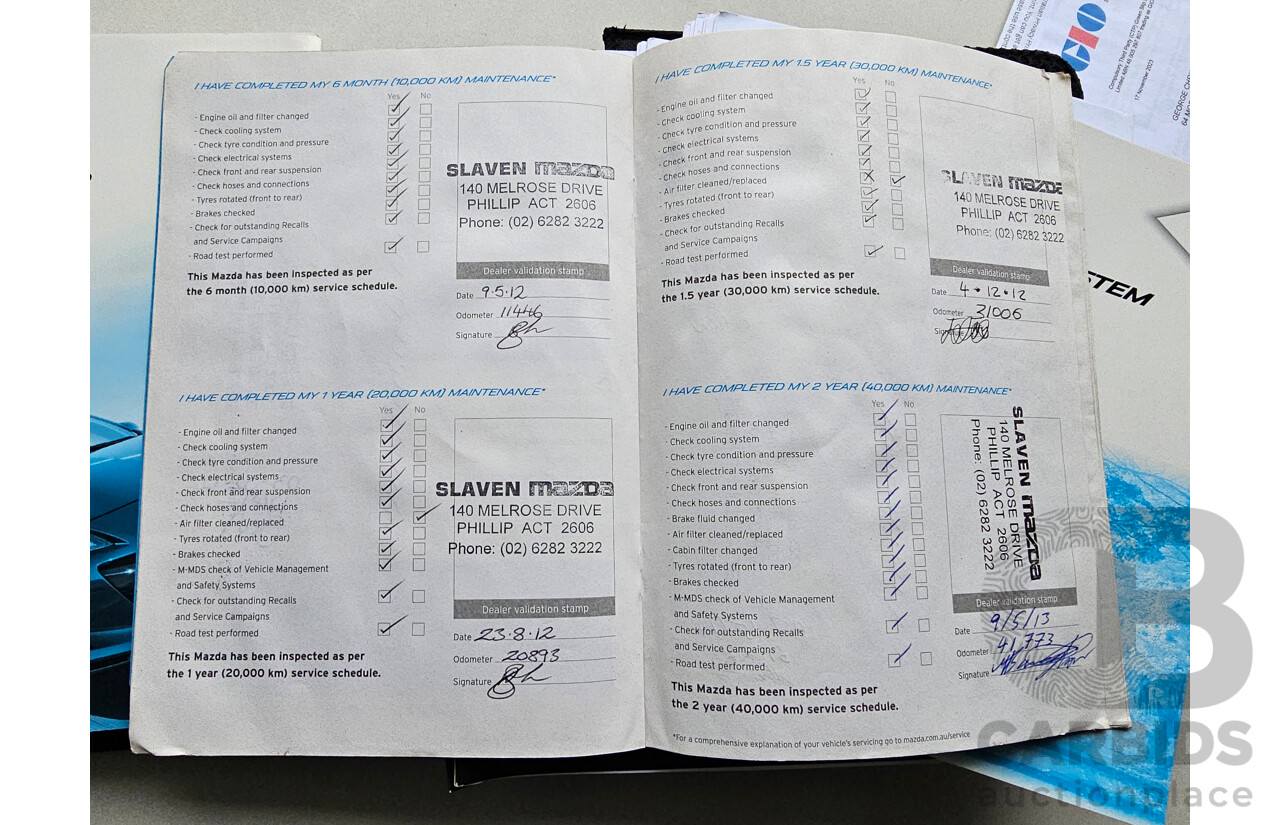 I HAVE COMPLETED MY 6 MONTH (10,000 KM) MAINTENANCE*
Yes No
- Engine oil and filter changed
- Check cooling system
- Check tyre condition and pressure
- Check electrical systems
- Check front and rear suspension
- Check hoses and connections
- Tyres rotated (front to rear)
- Brakes checked
- Check for outstanding Recalls
and Service Campaigns
- Road test performed
This Mazda has been inspected as per
the 6 month (10,000 km) service schedule.
SLAVEN mazda
140 MELROSE DRIVE
PHILLIP ACT 2606
Phone: (02) 6282 3222
Dealer validation stamp
Date 9.5.12
Odometer 11446
Signature
I HAVE COMPLETED MY 1 YEAR (20,000 KM) MAINTENANCE*
Yes No
- Engine oil and filter changed
- Check cooling system
- Check tyre condition and pressure
- Check electrical systems
- Check front and rear suspension
- Check hoses and connections
- Air filter cleaned/replaced
- Tyres rotated (front to rear)
- Brakes checked
- M-MDS check of Vehicle Management
and Safety Systems
- Check for outstanding Recalls
and Service Campaigns
- Road test performed
This Mazda has been inspected as per
the 1 year (20,000 km) service schedule.
SLAVEN mazda
140 MELROSE DRIVE
PHILLIP ACT 2606
Phone: (02) 6282 3222
Dealer validation stamp
Date 23.8.12
Odometer 20893
Signature
I HAVE COMPLETED MY 1.5 YEAR (30,000 KM) MAINTENANCE*
Yes No
- Engine oil and filter changed
- Check cooling system
- Check tyre condition and pressure
- Check electrical systems
- Check front and rear suspension
- Check hoses and connections
- Air filter cleaned/replaced
- Tyres rotated (front to rear)
- Brakes checked
- Check for outstanding Recalls
and Service Campaigns
- Road test performed
This Mazda has been inspected as per
the 1.5 year (30,000 km) service schedule.
SLAVEN mazda
140 MELROSE DRIVE
PHILLIP ACT 2606
Phone: (02) 6282 3222
Dealer validation stamp
Date 4.12.12
Odometer 31006
Signature
I HAVE COMPLETED MY 2 YEAR (40,000 KM) MAINTENANCE*
Yes No
- Engine oil and filter changed
- Check cooling system
- Check tyre condition and pressure
- Check electrical systems
- Check front and rear suspension
- Check hoses and connections
- Brake fluid changed
- Air filter cleaned/replaced
- Cabin filter changed
- Tyres rotated (front to rear)
- Brakes checked
- M-MDS check of Vehicle Management
and Safety Systems
- Check for outstanding Recalls
and Service Campaigns
- Road test performed
This Mazda has been inspected as per
the 2 year (40,000 km) service schedule.
SLAVEN mazda
140 MELROSE DRIVE
PHILLIP ACT 2606
Phone: (02) 6282 3222
Dealer validation stamp
Date 9/5/13
Odometer 41,773
Signature
*For a comprehensive explanation of your vehicle's servicing go to mazda.com.au/service
GIO
Compulsory Third Party (CTP) Green Slip
17 November 2023
GEORGE
STEM
CARBIDS
auctionplace